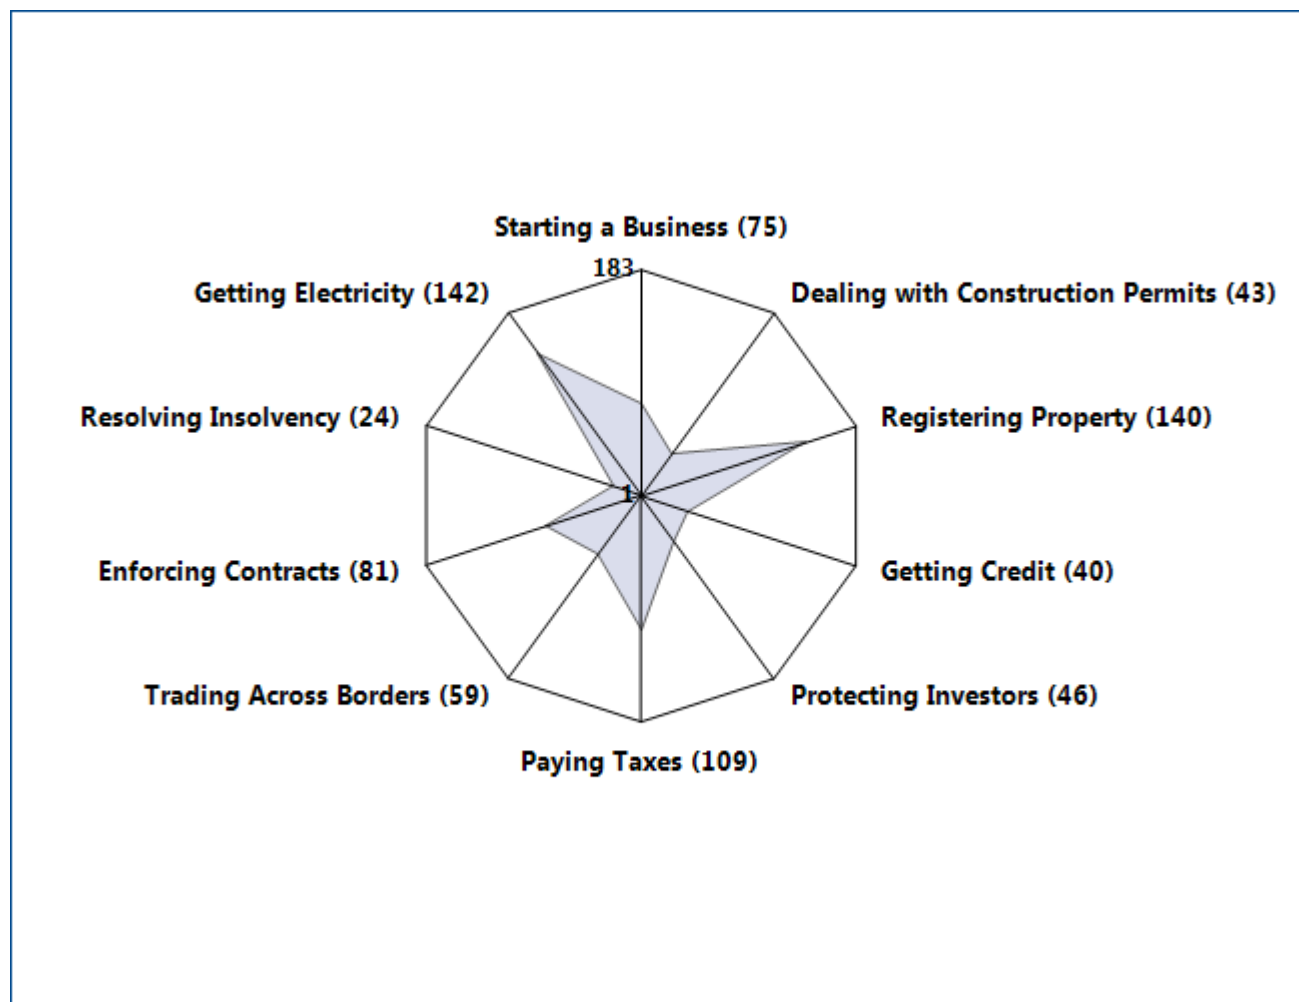 Starting a Business (75)
183
Getting Electricity (142)
Dealing with Construction Permits (43)
Resolving Insolvency (24)
Registering Property (140)
1
Enforcing Contracts (81)
Getting Credit (40)
Trading Across Borders (59)
Protecting Investors (46)
Paying Taxes (109)